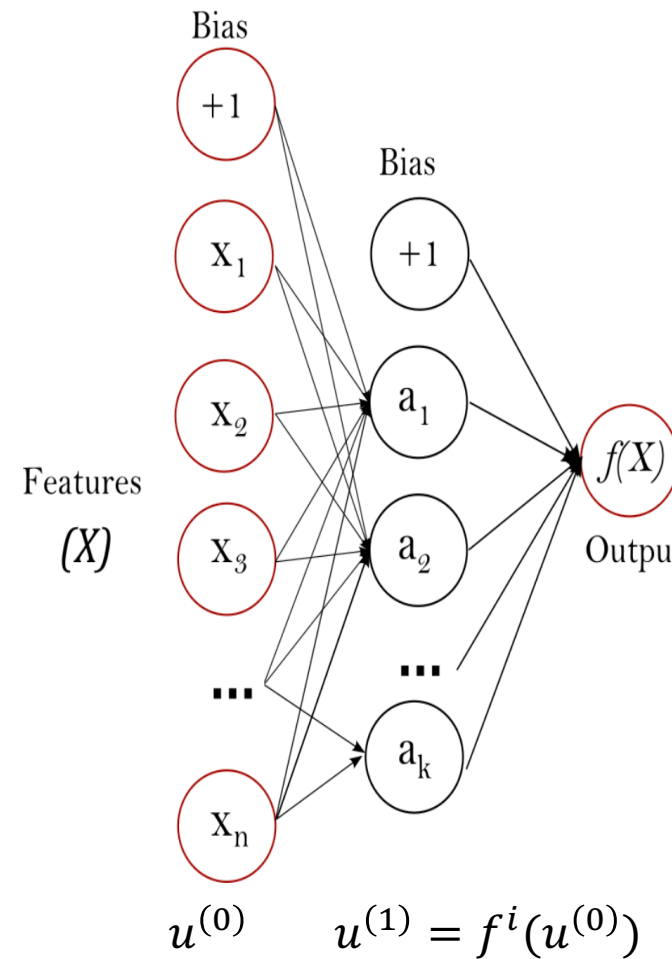 Bias
+1
Bias
x₁
+1
x₂
a₁
Features
(X)
f(X)
x₃
a₂
Outpu
...
...
aₖ
xₙ
u⁽⁰⁾
u⁽¹⁾ = fⁱ(u⁽⁰⁾)